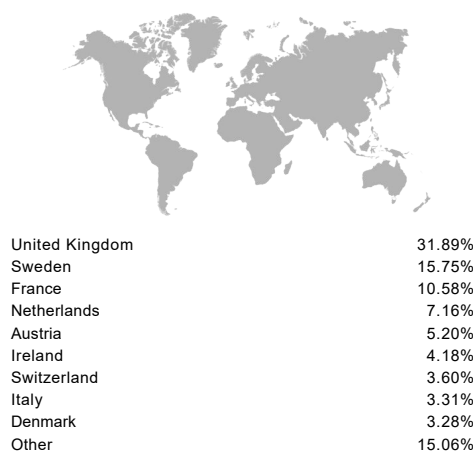 United Kingdom 31.89%
Sweden 15.75%
France 10.58%
Netherlands 7.16%
Austria 5.20%
Ireland 4.18%
Switzerland 3.60%
Italy 3.31%
Denmark 3.28%
Other 15.06%